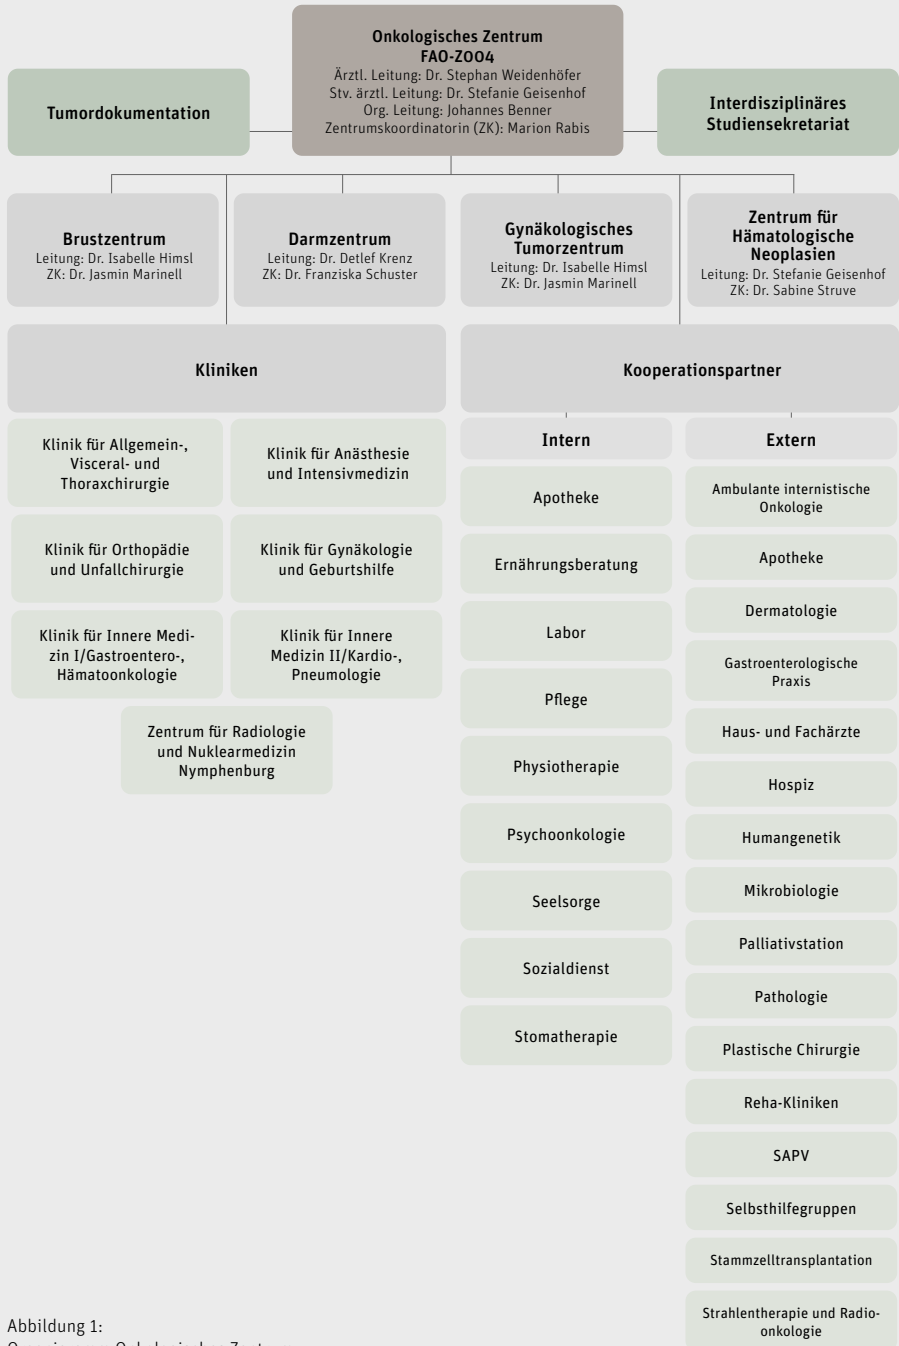 Onkologisches Zentrum
FAO-Z004
Ärztl. Leitung: Dr. Stephan Weidenhöfer
Stv. ärztl. Leitung: Dr. Stefanie Geisenhof
Org. Leitung: Johannes Benner
Zentrumskoordinatorin (ZK): Marion Rabis
Tumordokumentation
Interdisziplinäres
Studiensekretariat
Brustzentrum
Leitung: Dr. Isabelle Himsl
ZK: Dr. Jasmin Marinell
Darmzentrum
Leitung: Dr. Detlef Krenz
ZK: Dr. Franziska Schuster
Gynäkologisches
Tumorzentrum
Leitung: Dr. Isabelle Himsl
ZK: Dr. Jasmin Marinell
Zentrum für
Hämatologische
Neoplasien
Leitung: Dr. Stefanie Geisenhof
ZK: Dr. Sabine Struve
Kliniken
Klinik für Allgemein-,
Visceral- und
Thoraxchirurgie
Klinik für Anästhesie
und Intensivmedizin
Klinik für Orthopädie
und Unfallchirurgie
Klinik für Gynäkologie
und Geburtshilfe
Klinik für Innere Medi-
zin I/Gastroentero-,
Hämatoonkologie
Klinik für Innere
Medizin II/Kardio-,
Pneumologie
Zentrum für Radiologie
und Nuklearmedizin
Nymphenburg
Kooperationspartner
Intern
Apotheke
Ernährungsberatung
Labor
Pflege
Physiotherapie
Psychoonkologie
Seelsorge
Sozialdienst
Stomatherapie
Extern
Ambulante internistische
Onkologie
Apotheke
Dermatologie
Gastroenterologische
Praxis
Haus- und Fachärzte
Hospiz
Humangenetik
Mikrobiologie
Palliativstation
Pathologie
Plastische Chirurgie
Reha-Kliniken
SAPV
Selbsthilfegruppen
Stammzelltransplantation
Strahlentherapie und Radio-
onkologie
Abbildung 1: